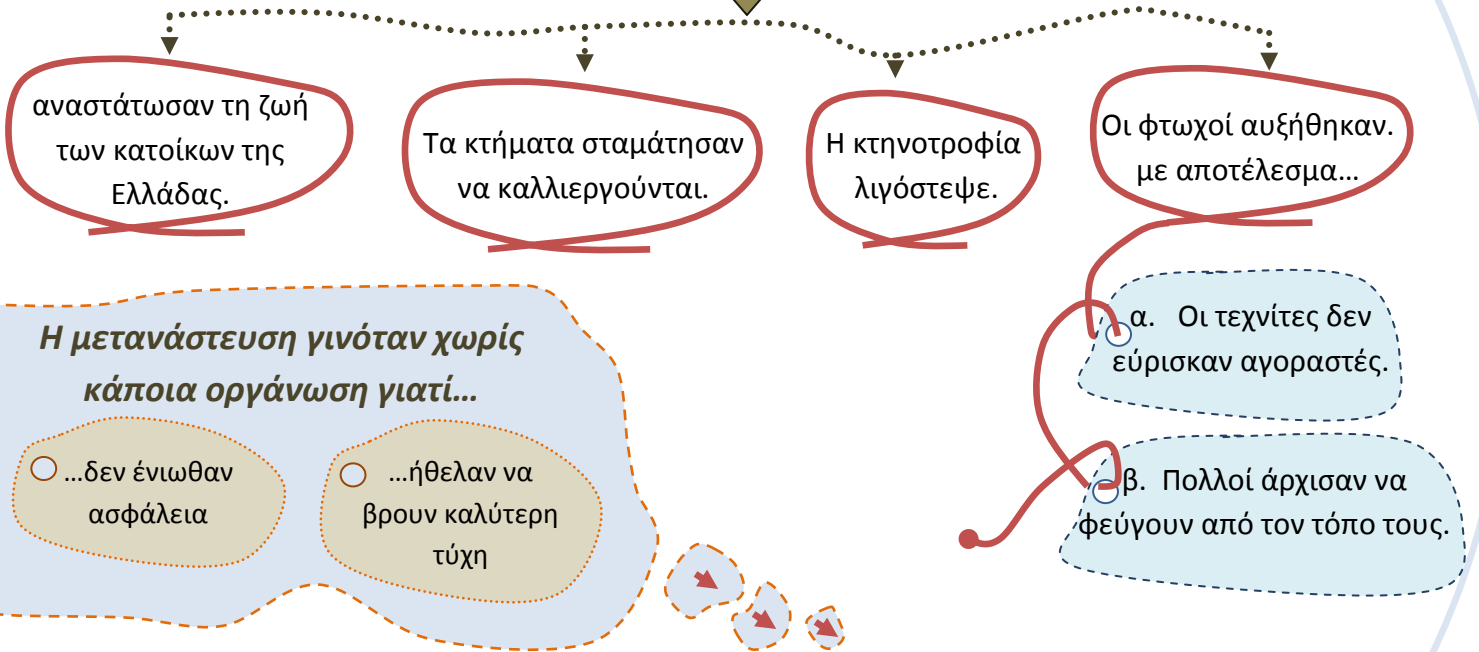 αναστάτωσαν τη ζωή
των κατοίκων της
Ελλάδας.
Τα κτήματα σταμάτησαν
να καλλιεργούνται.
Η κτηνοτροφία
λιγόστεψε.
Οι φτωχοί αυξήθηκαν.
με αποτέλεσμα…
α. Οι τεχνίτες δεν
εύρισκαν αγοραστές.
β. Πολλοί άρχισαν να
φεύγουν από τον τόπο τους.
Η μετανάστευση γινόταν χωρίς
κάποια οργάνωση γιατί…
…δεν ένιωθαν
ασφάλεια
…ήθελαν να
βρουν καλύτερη
τύχη